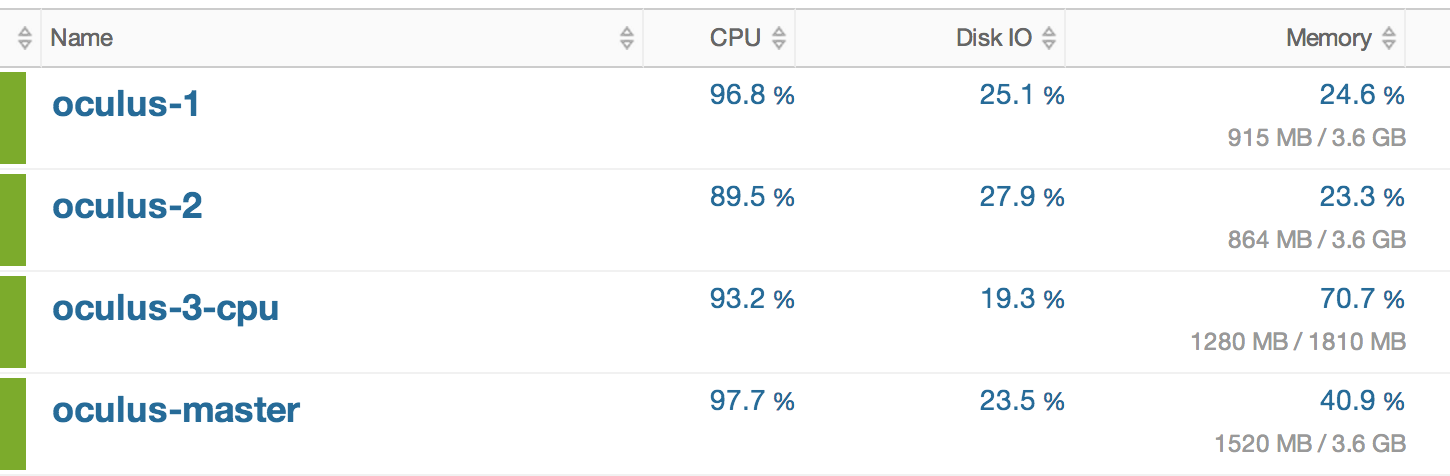 Name CPU Disk IO Memory
oculus-1 96.8 % 25.1 % 24.6 %
915 MB / 3.6 GB
oculus-2 89.5 % 27.9 % 23.3 %
864 MB / 3.6 GB
oculus-3-cpu 93.2 % 19.3 % 70.7 %
1280 MB / 1810 MB
oculus-master 97.7 % 23.5 % 40.9 %
1520 MB / 3.6 GB